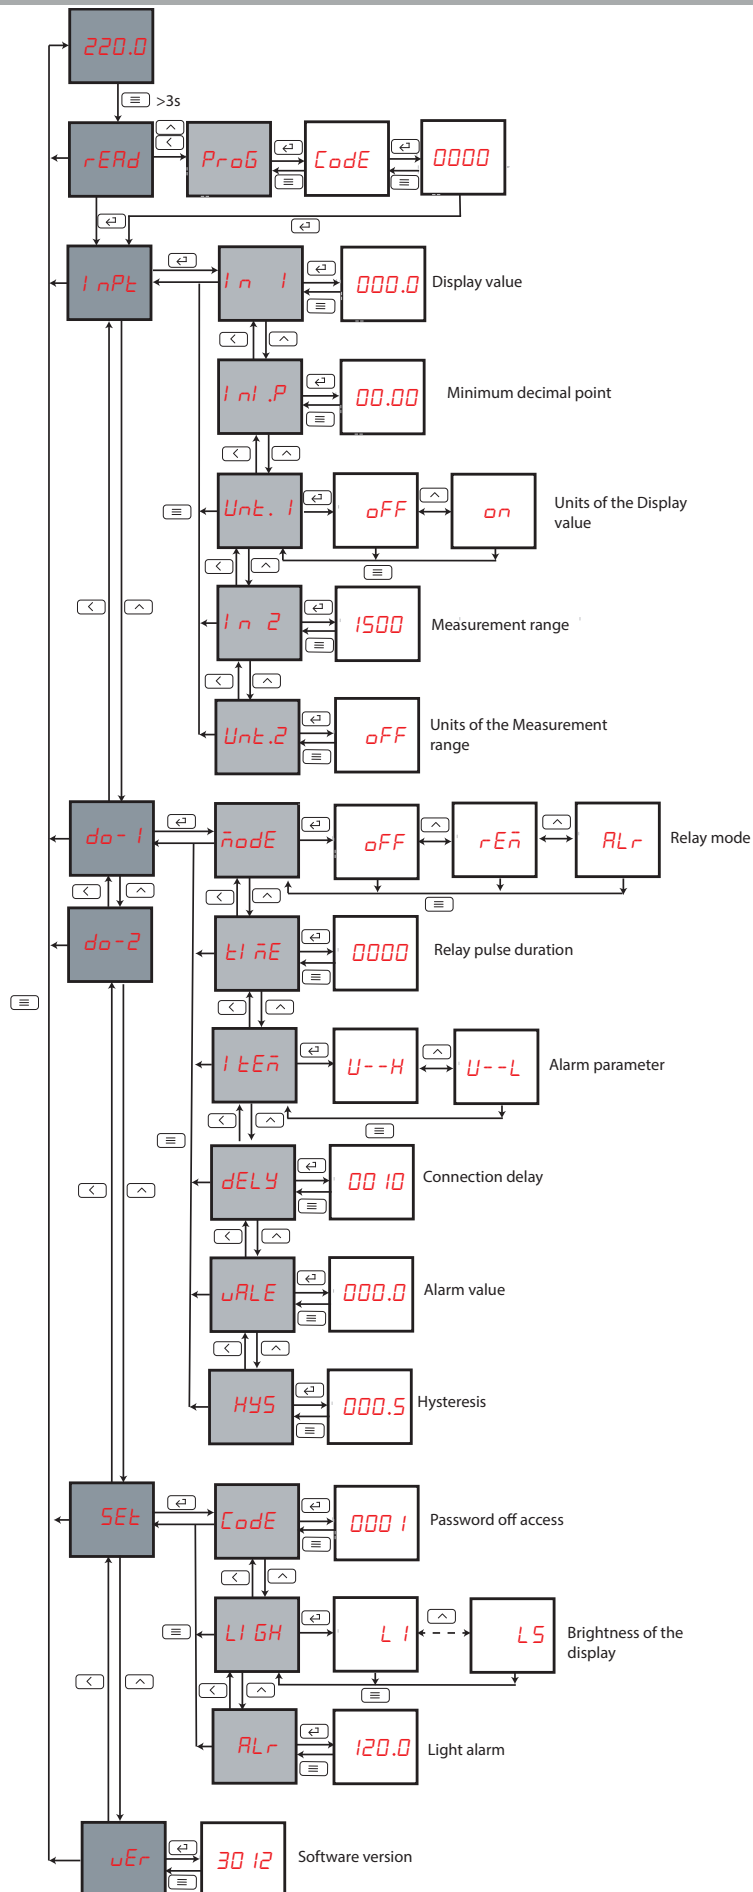 220.0
>3s
rEAd
ProG
CodE
0000
InPt
In 1
000.0
Display value
In1.P
00.00
Minimum decimal point
Unt.1
oFF
on
Units of the Display
value
In 2
1500
Measurement range
Unt.2
oFF
Units of the Measurement
range
do-1
modE
oFF
rEm
ALr
Relay mode
do-2
tImE
0000
Relay pulse duration
ItEm
U--H
U--L
Alarm parameter
dELY
0010
Connection delay
uALE
000.0
Alarm value
HYS
000.5
Hysteresis
SEt
CodE
0001
Password off access
LIGH
L1
L5
Brightness of the
display
ALr
120.0
Light alarm
uEr
3012
Software version